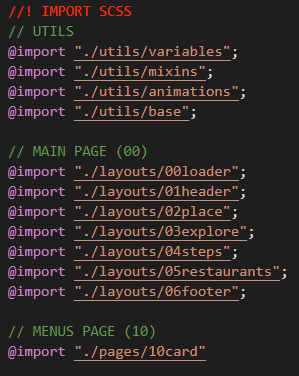 //! IMPORT SCSS
// UTILS
@import "./utils/variables";
@import "./utils/mixins";
@import "./utils/animations";
@import "./utils/base";
// MAIN PAGE (00)
@import "./layouts/00loader";
@import "./layouts/01header";
@import "./layouts/02place";
@import "./layouts/03explore";
@import "./layouts/04steps";
@import "./layouts/05restaurants";
@import "./layouts/06footer";
// MENUS PAGE (10)
@import "./pages/10card"